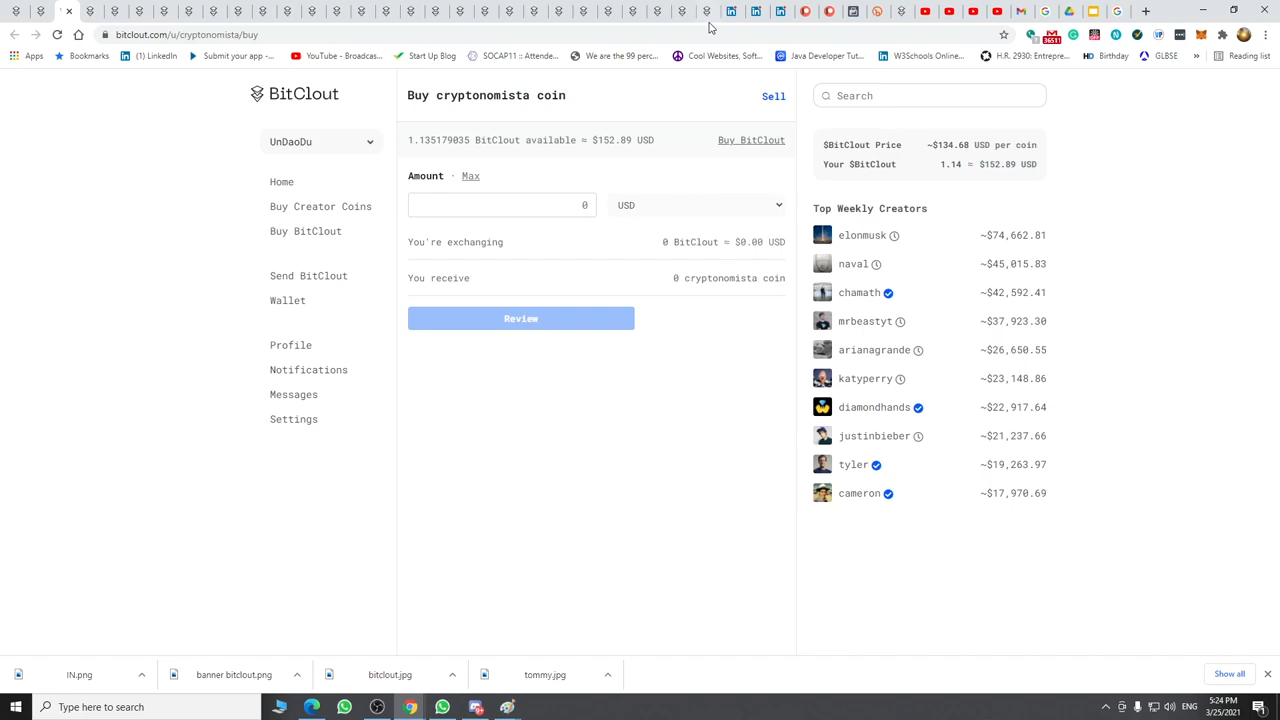 bitclout.com/u/cryptonomista/buy
36511
Apps
Bookmarks
(1) LinkedIn
Submit your app -...
YouTube - Broadcas...
Start Up Blog
SOCAP11 :: Attende...
We are the 99 perc...
Cool Websites, Soft...
Java Developer Tut...
W3Schools Online...
H.R. 2930: Entrepre...
Birthday
GLBSE
»
Reading list
BitClout
UnDaoDu
Home
Buy Creator Coins
Buy BitClout
Send BitClout
Wallet
Profile
Notifications
Messages
Settings
Buy cryptonomista coin
Sell
1.135179035 BitClout available ≈ $152.89 USD
Buy BitClout
Amount · Max
0
USD
You're exchanging
0 BitClout ≈ $0.00 USD
You receive
0 cryptonomista coin
Review
Search
$BitClout Price ~$134.68 USD per coin
Your $BitClout 1.14 ≈ $152.89 USD
Top Weekly Creators
elonmusk ~$74,662.81
naval ~$45,015.83
chamath ~$42,592.41
mrbeastyt ~$37,923.30
arianagrande ~$26,650.55
katyperry ~$23,148.86
diamondhands ~$22,917.64
justinbieber ~$21,237.66
tyler ~$19,263.97
cameron ~$17,970.69
IN.png
banner bitclout.png
bitclout.jpg
tommy.jpg
Show all
Type here to search
ENG
5:24 PM
3/25/2021